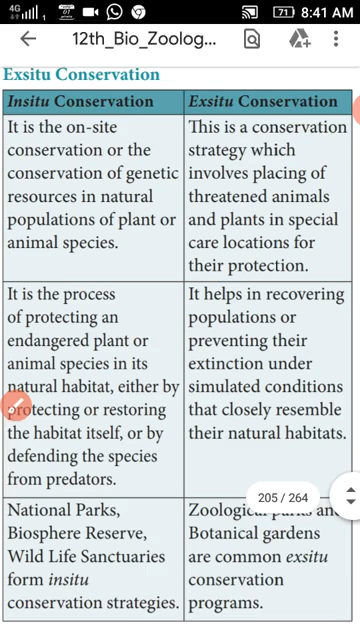 4G
71 8:41 AM
12th_Bio_Zoolog...
Exsitu Conservation
Insitu Conservation
Exsitu Conservation
It is the on-site
conservation or the
conservation of genetic
resources in natural
populations of plant or
animal species.
This is a conservation
strategy which
involves placing of
threatened animals
and plants in special
care locations for
their protection.
It is the process
of protecting an
endangered plant or
animal species in its
natural habitat, either by
protecting or restoring
the habitat itself, or by
defending the species
from predators.
It helps in recovering
populations or
preventing their
extinction under
simulated conditions
that closely resemble
their natural habitats.
205 / 264
National Parks,
Biosphere Reserve,
Wild Life Sanctuaries
form insitu
conservation strategies.
Zoological parks and
Botanical gardens
are common exsitu
conservation
programs.